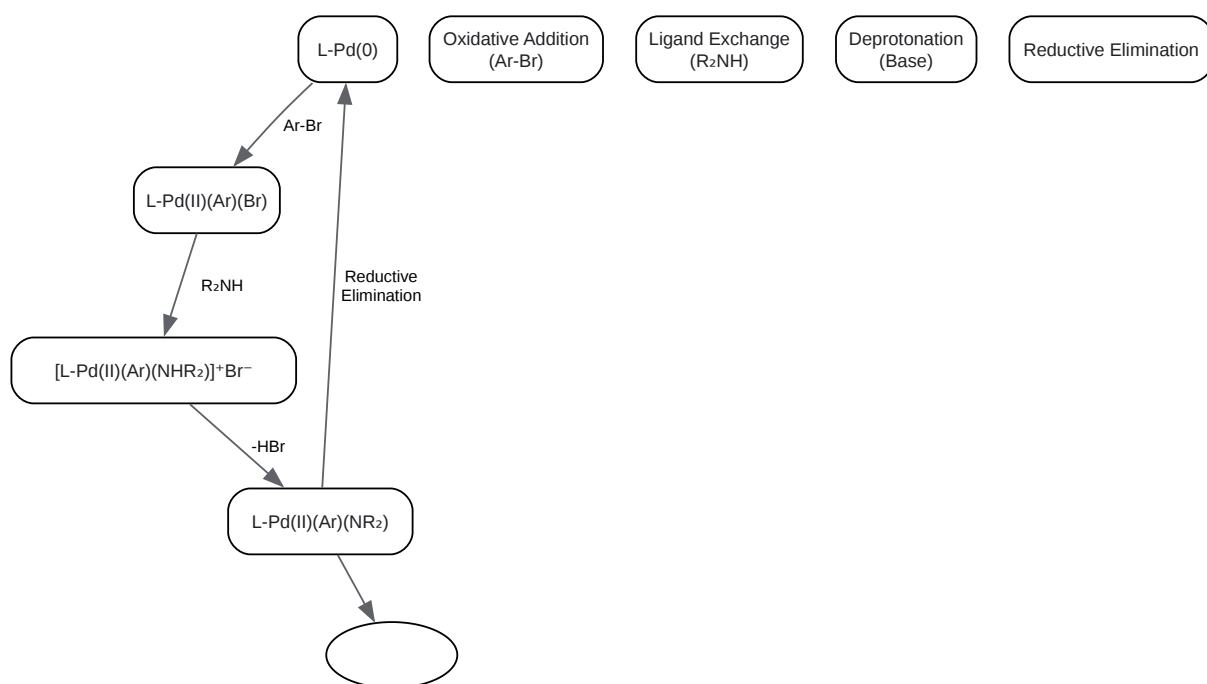 L-Pd(0)
Oxidative Addition
(Ar-Br)
Ligand Exchange
(R₂NH)
Deprotonation
(Base)
Reductive Elimination
Ar-Br
L-Pd(II)(Ar)(Br)
R₂NH
Reductive
Elimination
[L-Pd(II)(Ar)(NHR₂)]⁺Br⁻
-HBr
L-Pd(II)(Ar)(NR₂)